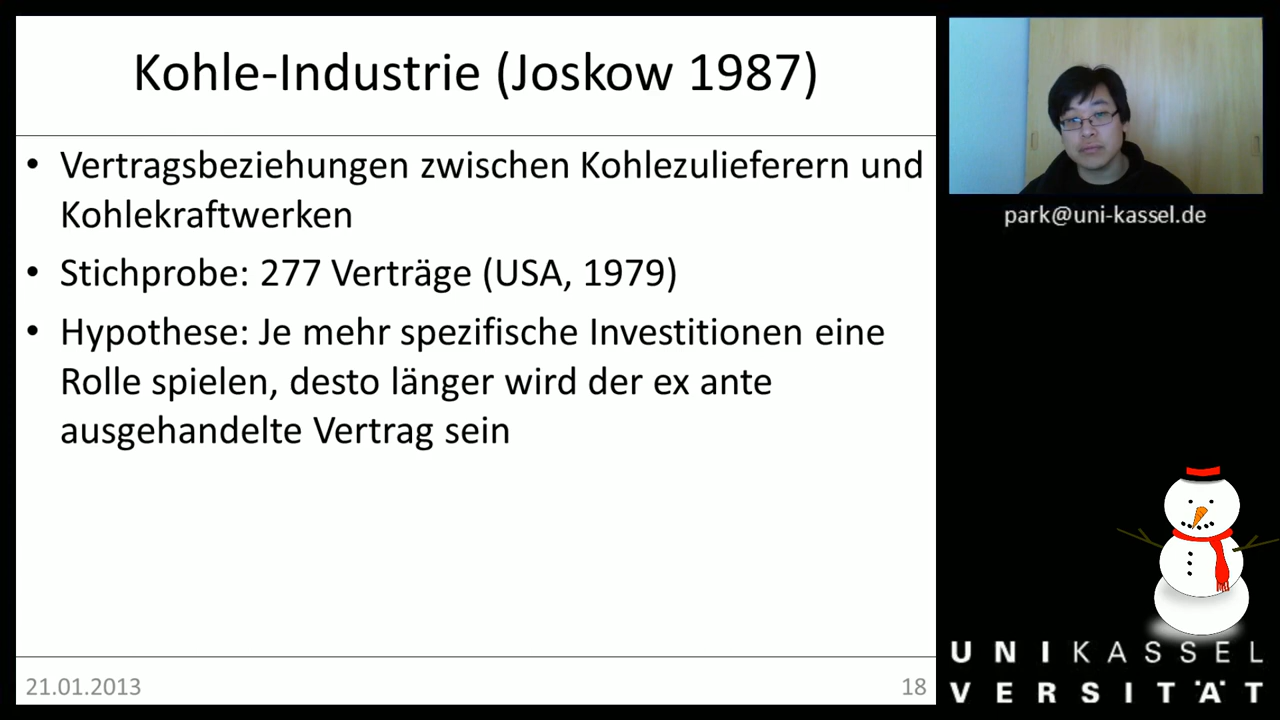 Kohle-Industrie (Joskow 1987)
• Vertragsbeziehungen zwischen Kohlezulieferern und
Kohlekraftwerken
• Stichprobe: 277 Verträge (USA, 1979)
• Hypothese: Je mehr spezifische Investitionen eine
Rolle spielen, desto länger wird der ex ante
ausgehandelte Vertrag sein
21.01.2013
18
park@uni-kassel.de
UNIKASSEL
VERSITÄT